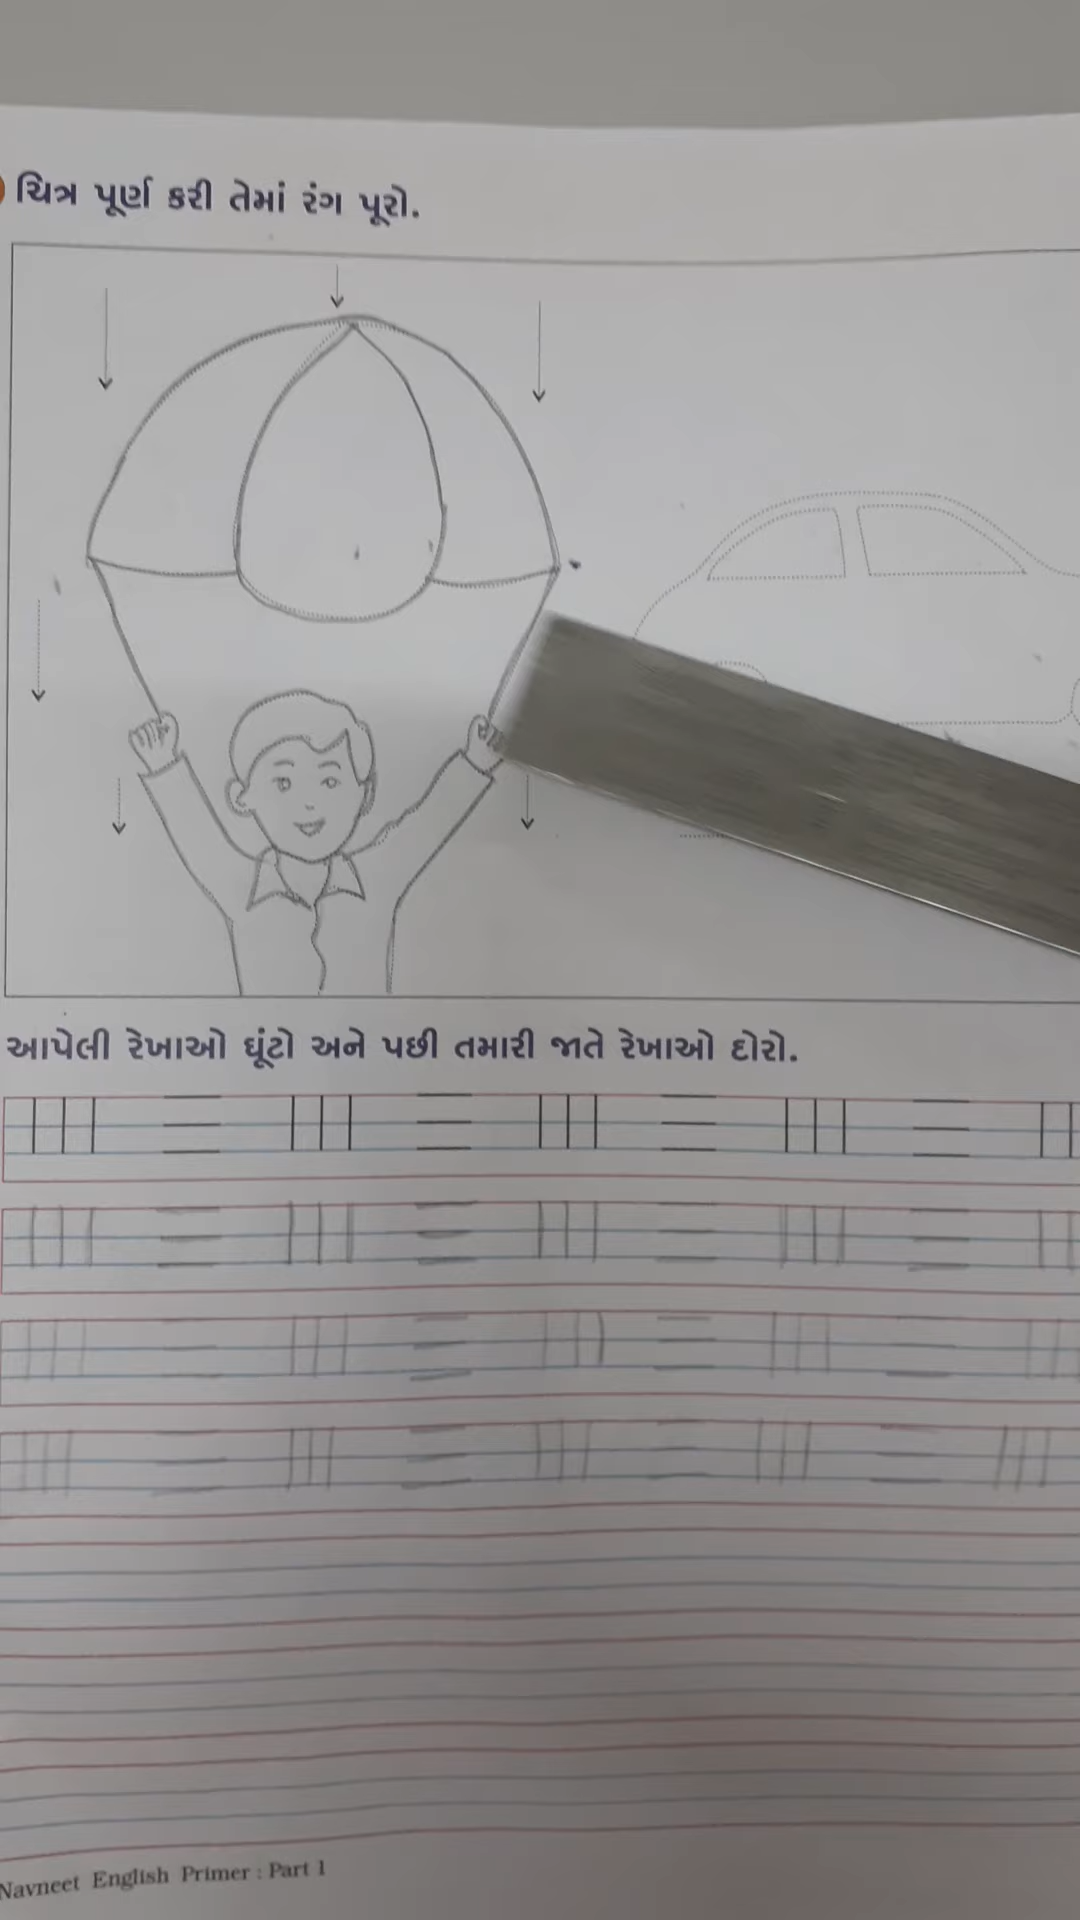 ચિત્ર પૂર્ણ કરી તેમાં રંગ પૂરો.
આપેલી રેખાઓ ઘૂંટો અને પછી તમારી જાતે રેખાઓ દોરો.
Navneet English Primer : Part 1